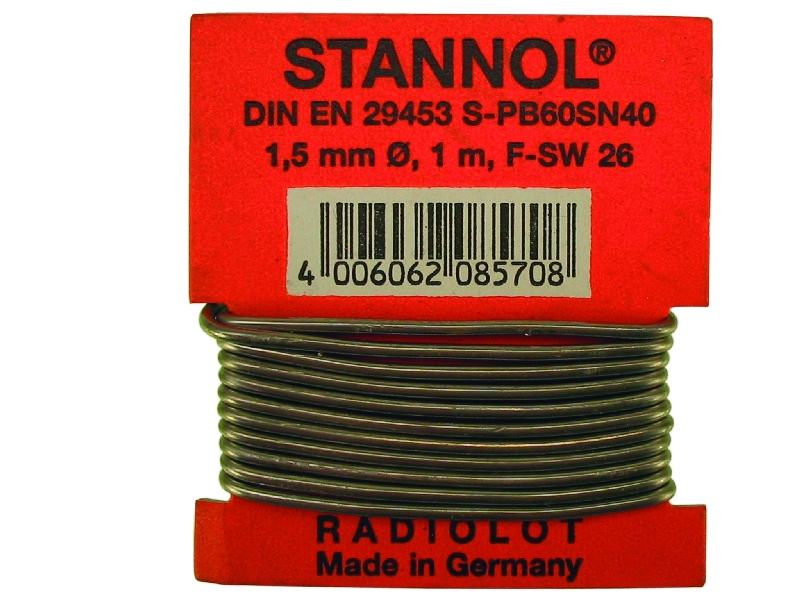 STANNOL®
DIN EN 29453 S-PB60SN40
1,5 mm Ø, 1 m, F-SW 26
4 006062 085708
RADIOLOT
Made in Germany